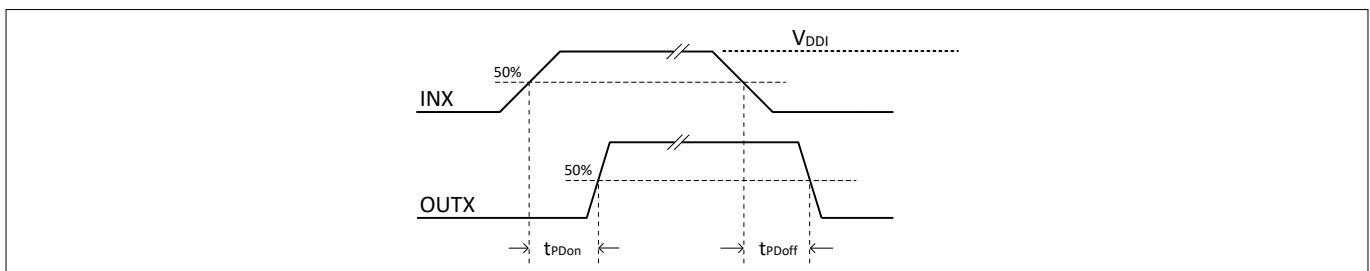 VDDI
50%
INX
50%
OUTX
tPDon
tPDoff